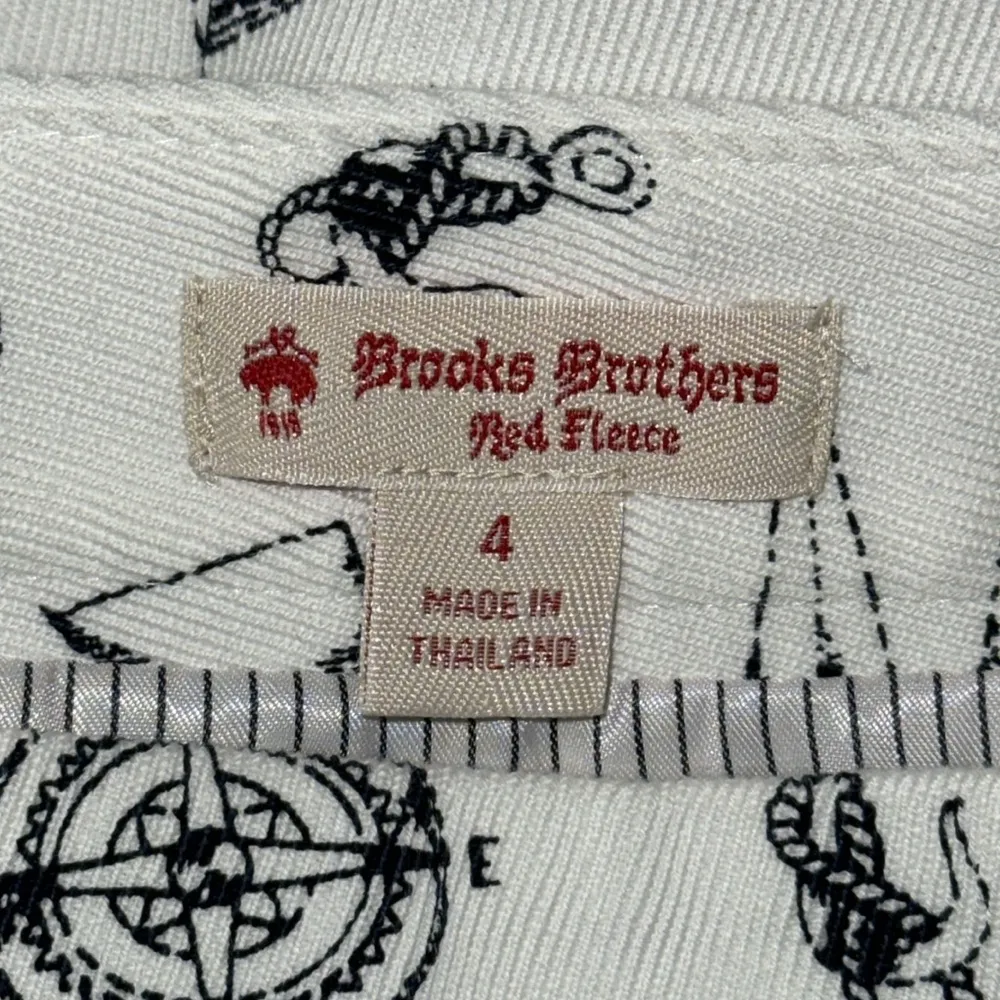 Brooks Brothers
Red Fleece
1818
4
MADE IN
THAILAND
E